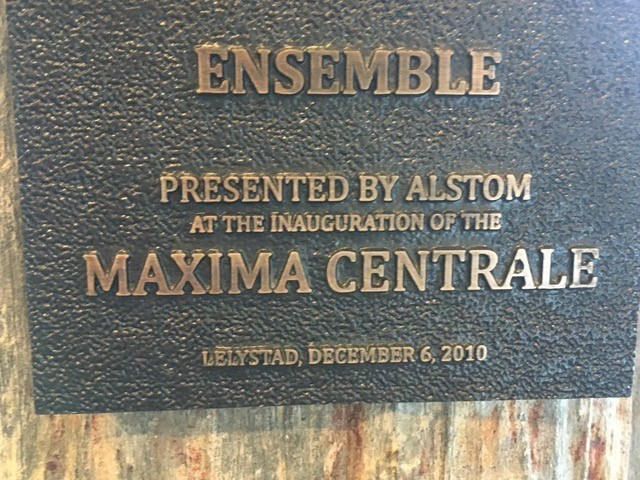 ENSEMBLE
PRESENTED BY ALSTOM
AT THE INAUGURATION OF THE
MAXIMA CENTRALE
LELYSTAD, DECEMBER 6, 2010